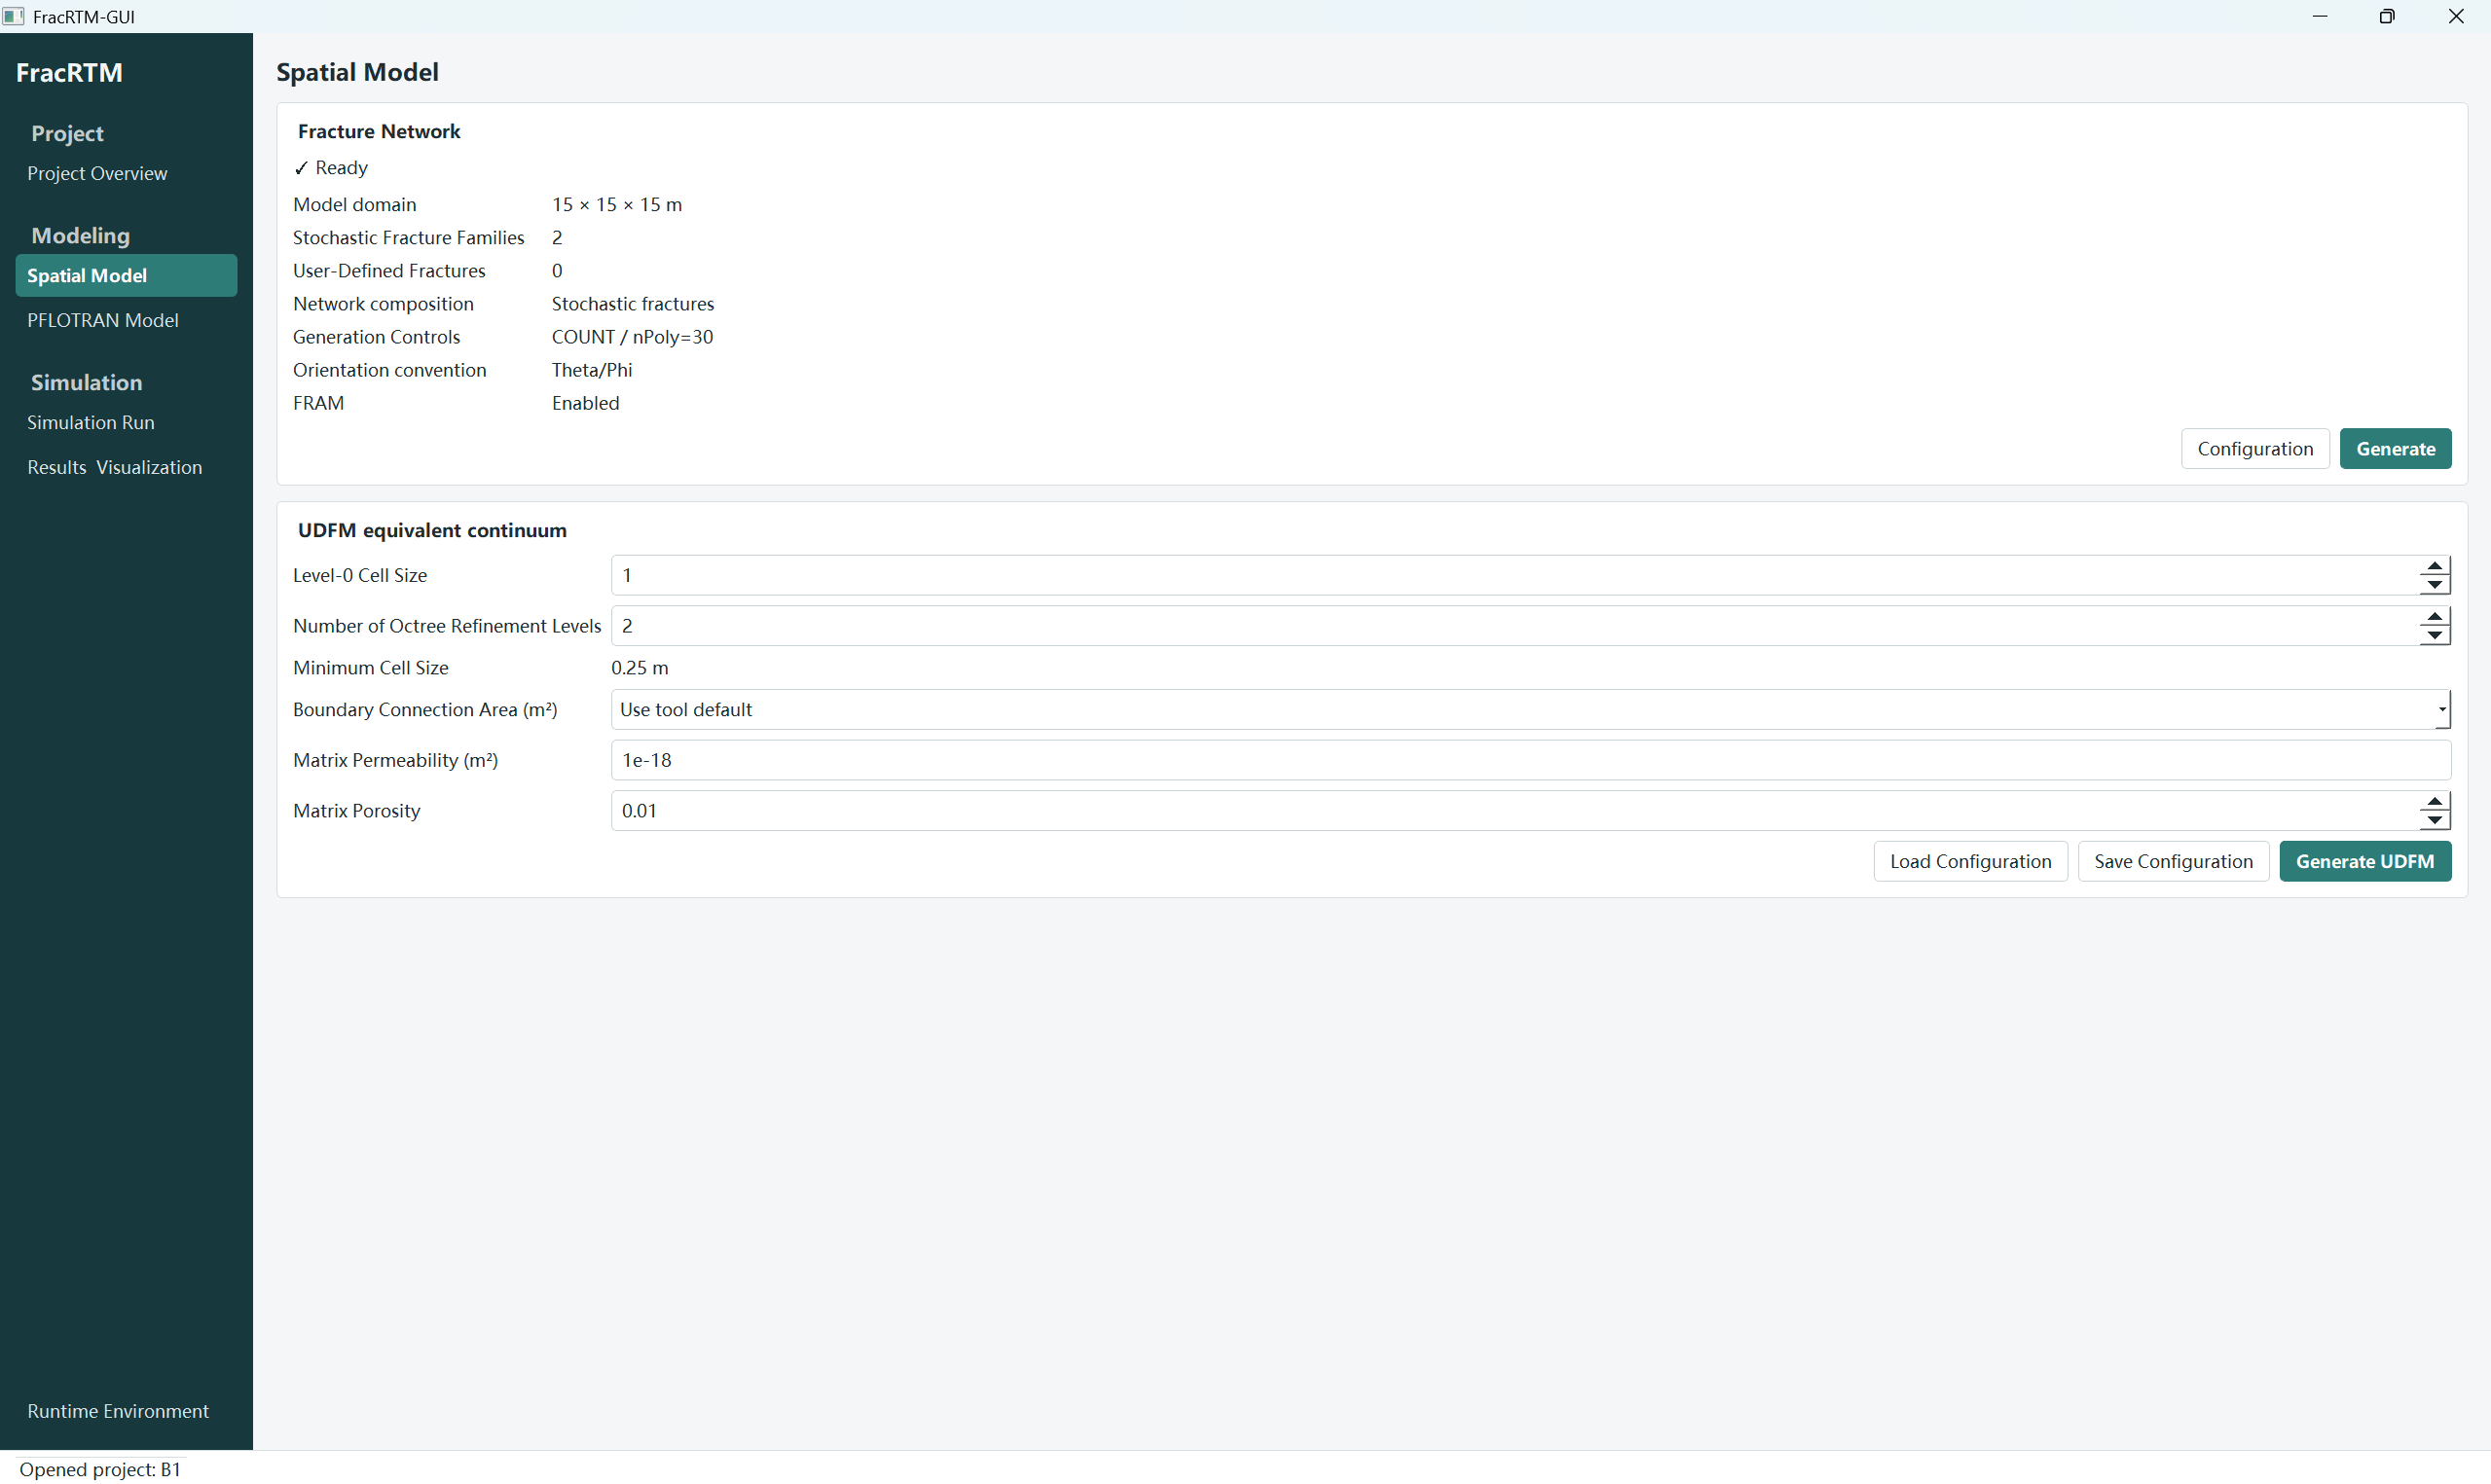 FracRTM-GUI
FracRTM
Project
Project Overview
Modeling
Spatial Model
PFLOTRAN Model
Simulation
Simulation Run
Results Visualization
Runtime Environment
Spatial Model
Fracture Network
✓ Ready
Model domain 15 × 15 × 15 m
Stochastic Fracture Families 2
User-Defined Fractures 0
Network composition Stochastic fractures
Generation Controls COUNT / nPoly=30
Orientation convention Theta/Phi
FRAM Enabled
Configuration Generate
UDFM equivalent continuum
Level-0 Cell Size 1
Number of Octree Refinement Levels 2
Minimum Cell Size 0.25 m
Boundary Connection Area (m²) Use tool default
Matrix Permeability (m²) 1e-18
Matrix Porosity 0.01
Load Configuration Save Configuration Generate UDFM
Opened project: B1